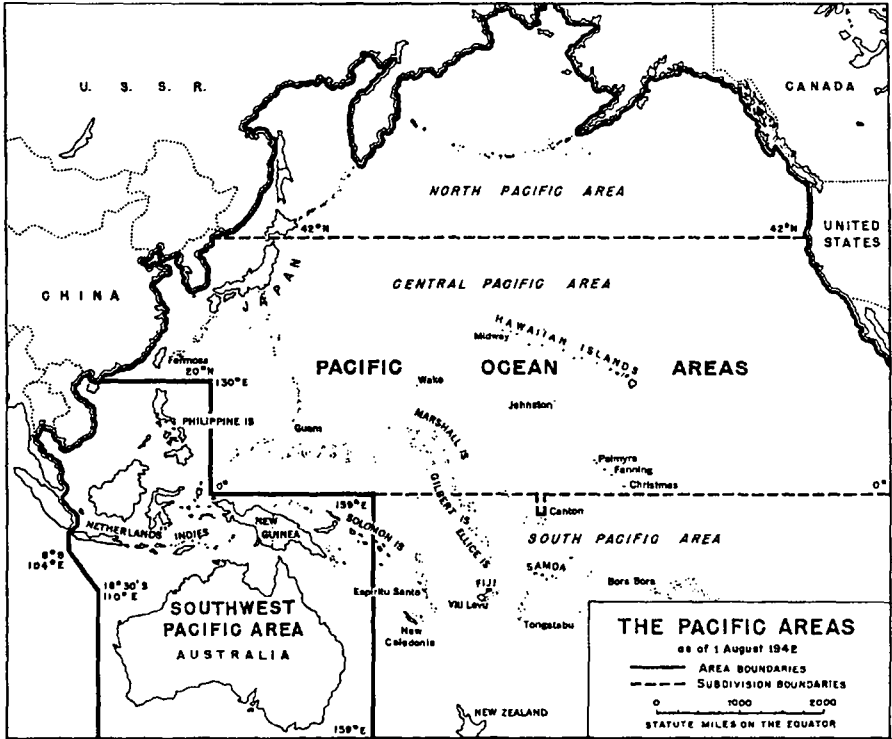 U. S. S. R.
CANADA
NORTH PACIFIC AREA
42°N
42°N
UNITED
STATES
CHINA
JAPAN
CENTRAL PACIFIC AREA
HAWAIIAN ISLANDS
Midway
Formosa
20°N
130°E
PACIFIC OCEAN AREAS
Wake
Johnston
PHILIPPINE IS
Guam
MARSHALL IS
Palmyra
Fanning
Christmas
0°
0°
159°E
GILBERT IS
Canton
NETHERLANDS INDIES
NEW
GUINEA
SOLOMON IS
ELLICE IS
SOUTH PACIFIC AREA
8°S
104°E
SAMOA
16°30'S
110°E
Espiritu Santo
FIJI
Bora Bora
Viti Levu
SOUTHWEST
PACIFIC AREA
AUSTRALIA
New
Caledonia
Tongatabu
THE PACIFIC AREAS
as of 1 August 1942
AREA BOUNDARIES
SUBDIVISION BOUNDARIES
0 1000 2000
STATUTE MILES ON THE EQUATOR
NEW ZEALAND
159°E